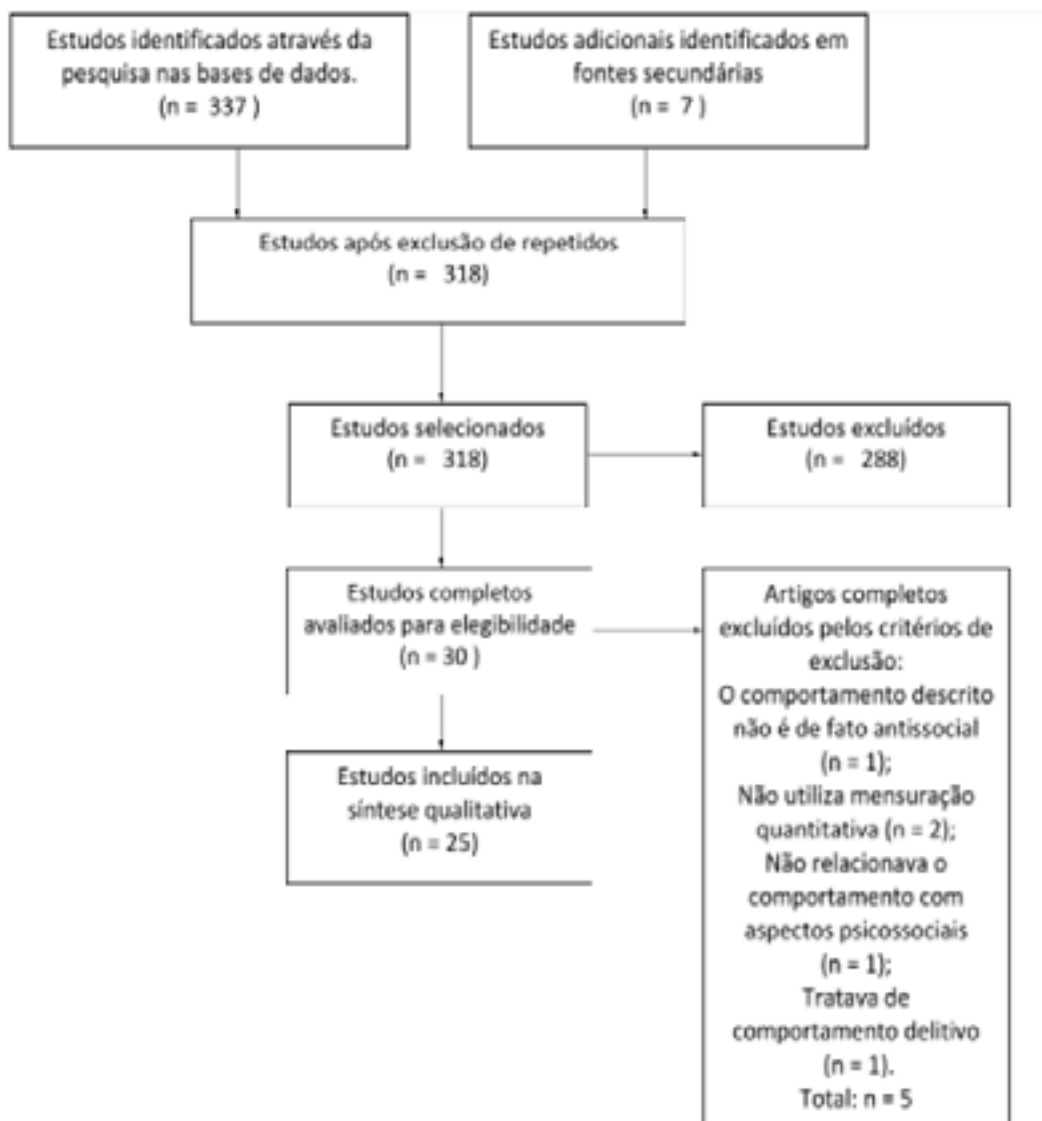 Estudos identificados através da
pesquisa nas bases de dados.
(n = 337 )
Estudos adicionais identificados em
fontes secundárias
(n = 7 )
Estudos após exclusão de repetidos
(n = 318)
Estudos selecionados
(n = 318)
Estudos excluídos
(n = 288)
Estudos completos
avaliados para elegibilidade
(n = 30 )
Artigos completos
excluídos pelos critérios de
exclusão:
O comportamento descrito
não é de fato antissocial
(n = 1);
Não utiliza mensuração
quantitativa (n = 2);
Não relacionava o
comportamento com
aspectos psicossociais
(n = 1);
Tratava de
comportamento delitivo
(n = 1).
Total: n = 5
Estudos incluídos na
síntese qualitativa
(n = 25)